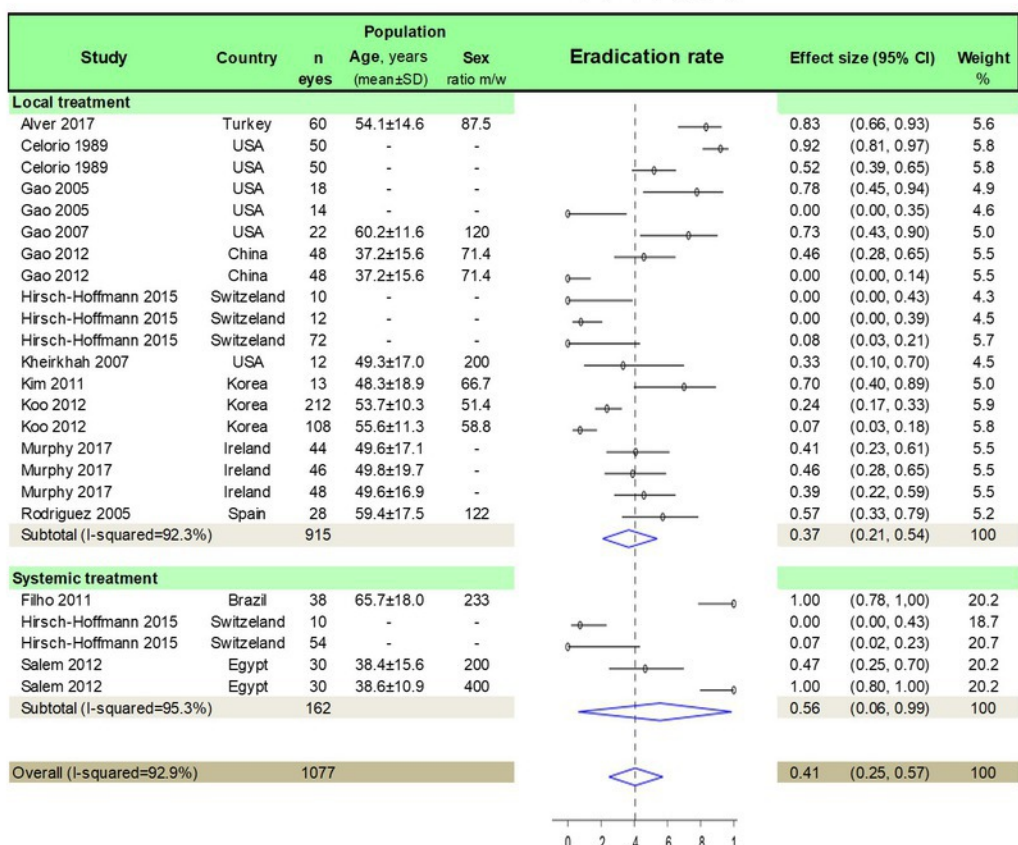 Population
Study Country n Age, years Sex Eradication rate Effect size (95% CI) Weight
eyes (mean±SD) ratio m/w %
Local treatment
Alver 2017 Turkey 60 54.1±14.6 87.5 0.83 (0.66, 0.93) 5.6
Celorio 1989 USA 50 - - 0.92 (0.81, 0.97) 5.8
Celorio 1989 USA 50 - - 0.52 (0.39, 0.65) 5.8
Gao 2005 USA 18 - - 0.78 (0.45, 0.94) 4.9
Gao 2005 USA 14 - - 0.00 (0.00, 0.35) 4.6
Gao 2007 USA 22 60.2±11.6 120 0.73 (0.43, 0.90) 5.0
Gao 2012 China 48 37.2±15.6 71.4 0.46 (0.28, 0.65) 5.5
Gao 2012 China 48 37.2±15.6 71.4 0.00 (0.00, 0.14) 5.5
Hirsch-Hoffmann 2015 Switzeland 10 - - 0.00 (0.00, 0.43) 4.3
Hirsch-Hoffmann 2015 Switzeland 12 - - 0.00 (0.00, 0.39) 4.5
Hirsch-Hoffmann 2015 Switzeland 72 - - 0.08 (0.03, 0.21) 5.7
Kheirkhah 2007 USA 12 49.3±17.0 200 0.33 (0.10, 0.70) 4.5
Kim 2011 Korea 13 48.3±18.9 66.7 0.70 (0.40, 0.89) 5.0
Koo 2012 Korea 212 53.7±10.3 51.4 0.24 (0.17, 0.33) 5.9
Koo 2012 Korea 108 55.6±11.3 58.8 0.07 (0.03, 0.18) 5.8
Murphy 2017 Ireland 44 49.6±17.1 - 0.41 (0.23, 0.61) 5.5
Murphy 2017 Ireland 46 49.8±19.7 - 0.46 (0.28, 0.65) 5.5
Murphy 2017 Ireland 48 49.6±16.9 - 0.39 (0.22, 0.59) 5.5
Rodriguez 2005 Spain 28 59.4±17.5 122 0.57 (0.33, 0.79) 5.2
Subtotal (I-squared=92.3%) 915 0.37 (0.21, 0.54) 100
Systemic treatment
Filho 2011 Brazil 38 65.7±18.0 233 1.00 (0.78, 1,00) 20.2
Hirsch-Hoffmann 2015 Switzeland 10 - - 0.00 (0.00, 0.43) 18.7
Hirsch-Hoffmann 2015 Switzeland 54 - - 0.07 (0.02, 0.23) 20.7
Salem 2012 Egypt 30 38.4±15.6 200 0.47 (0.25, 0.70) 20.2
Salem 2012 Egypt 30 38.6±10.9 400 1.00 (0.80, 1.00) 20.2
Subtotal (I-squared=95.3%) 162 0.56 (0.06, 0.99) 100
Overall (I-squared=92.9%) 1077 0.41 (0.25, 0.57) 100
0 .2 .4 .6 .8 1